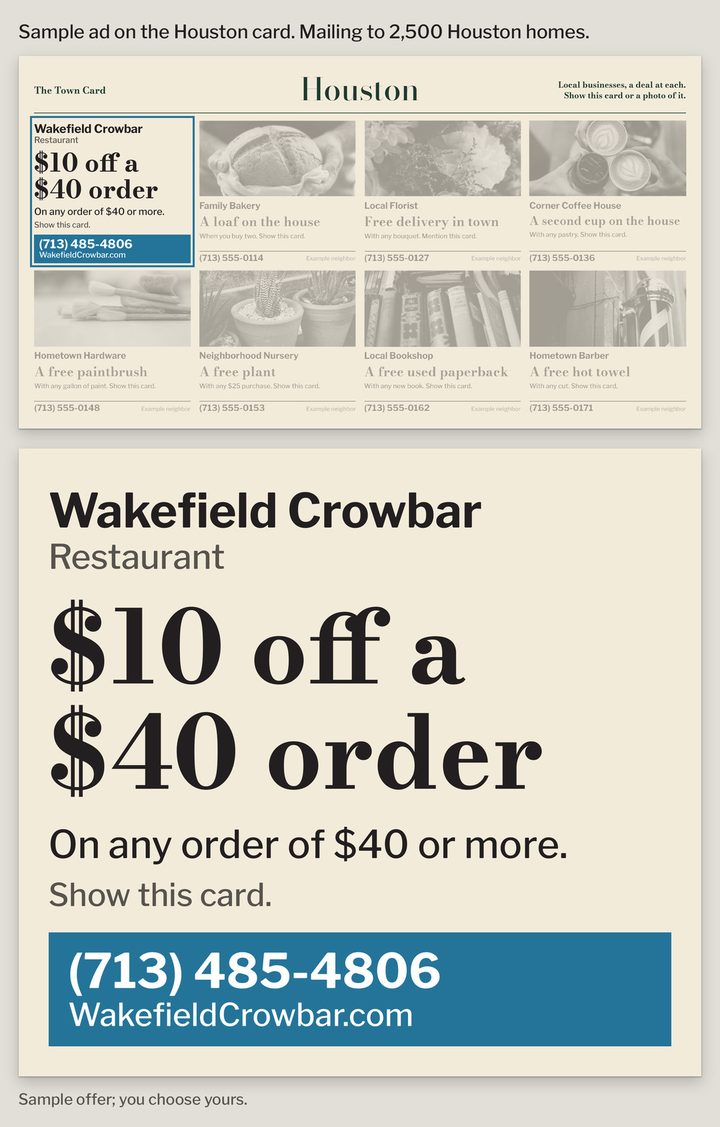 Sample ad on the Houston card. Mailing to 2,500 Houston homes.
The Town Card
Houston
Local businesses, a deal at each.
Show this card or a photo of it.
Wakefield Crowbar
Restaurant
$10 off a
$40 order
On any order of $40 or more.
Show this card.
(713) 485-4806
WakefieldCrowbar.com
Family Bakery
A loaf on the house
When you buy two. Show this card.
(713) 555-0114
Example neighbor
Local Florist
Free delivery in town
With any bouquet. Mention this card.
(713) 555-0127
Example neighbor
Corner Coffee House
A second cup on the house
With any pastry. Show this card.
(713) 555-0136
Example neighbor
Hometown Hardware
A free paintbrush
With any gallon of paint. Show this card.
(713) 555-0148
Example neighbor
Neighborhood Nursery
A free plant
With any $25 purchase. Show this card.
(713) 555-0153
Example neighbor
Local Bookshop
A free used paperback
With any new book. Show this card.
(713) 555-0162
Example neighbor
Hometown Barber
A free hot towel
With any cut. Show this card.
(713) 555-0171
Example neighbor
Wakefield Crowbar
Restaurant
$10 off a
$40 order
On any order of $40 or more.
Show this card.
(713) 485-4806
WakefieldCrowbar.com
Sample offer; you choose yours.